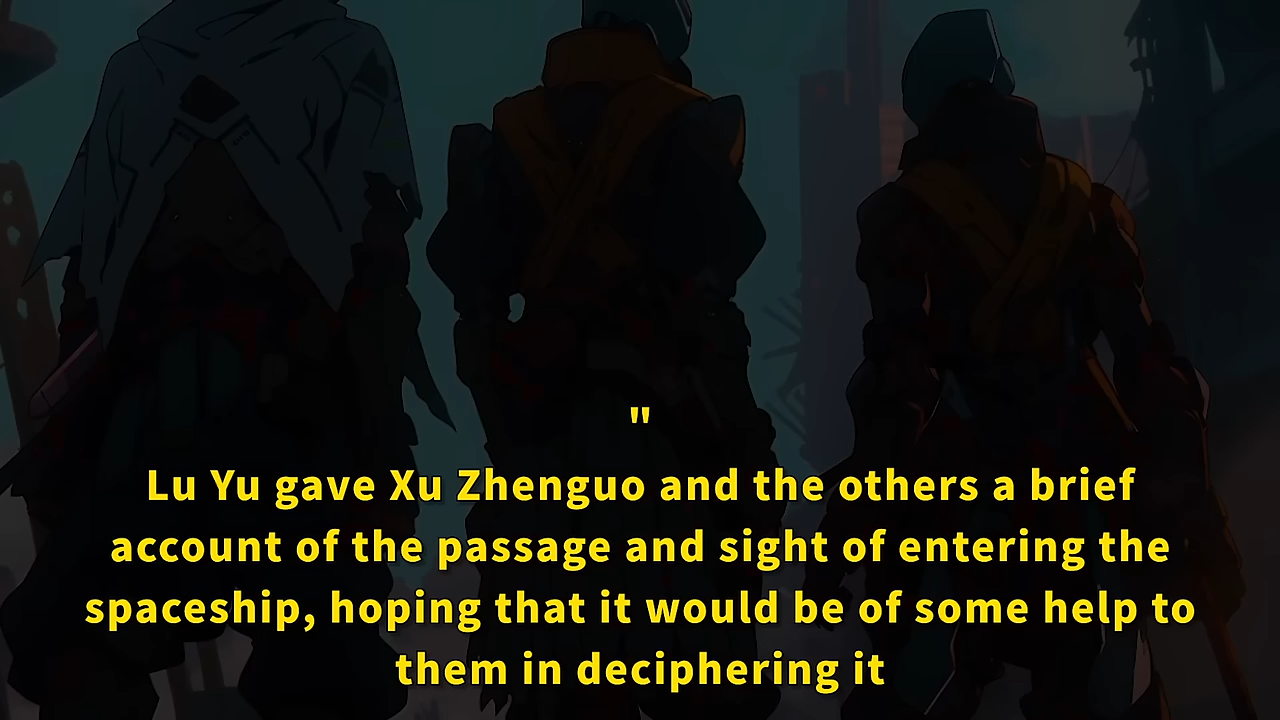 "
Lu Yu gave Xu Zhenguo and the others a brief
account of the passage and sight of entering the
spaceship, hoping that it would be of some help to
them in deciphering it